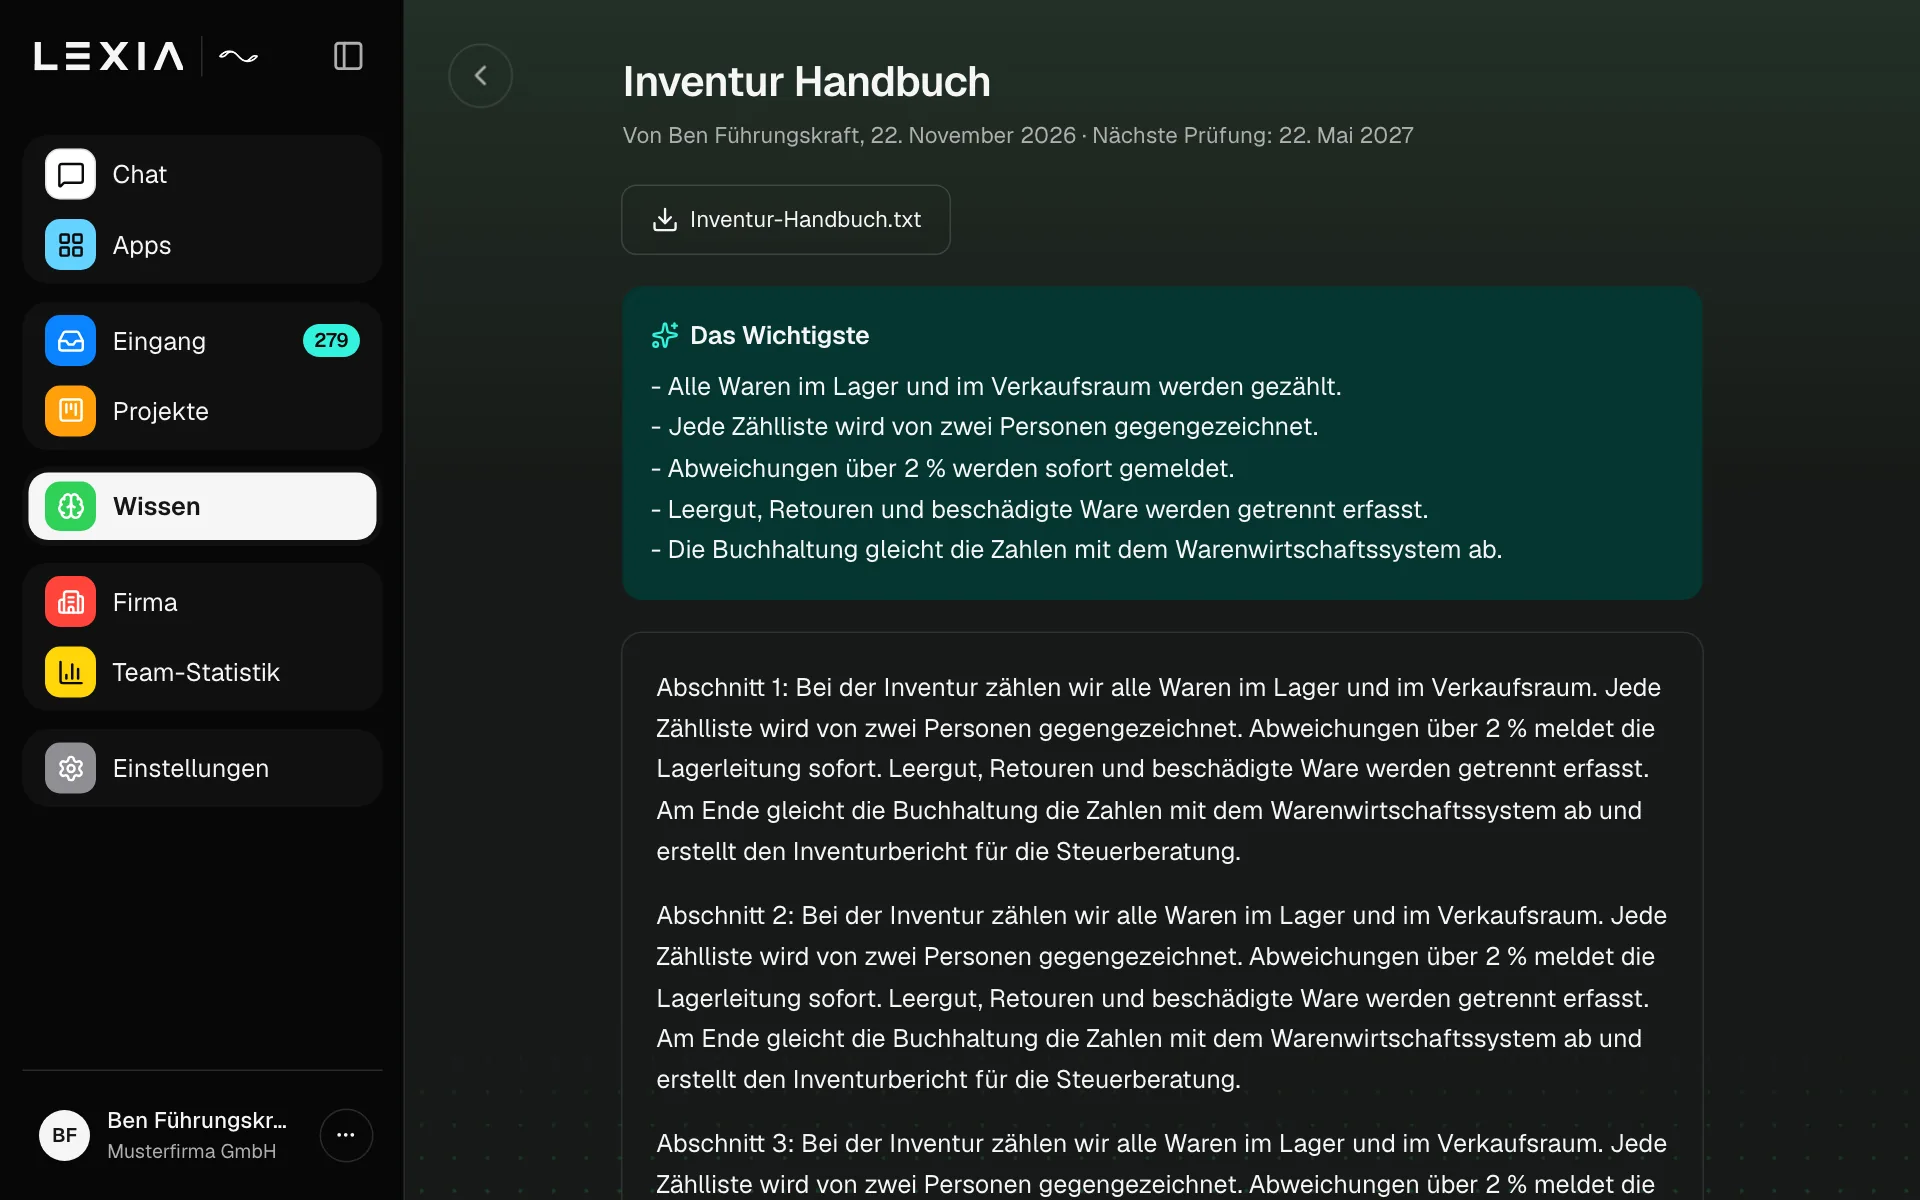 LEXIA
Chat
Apps
Eingang 279
Projekte
Wissen
Firma
Team-Statistik
Einstellungen
BF
Ben Führungskr...
Musterfirma GmbH
Inventur Handbuch
Von Ben Führungskraft, 22. November 2026 · Nächste Prüfung: 22. Mai 2027
Inventur-Handbuch.txt
Das Wichtigste
- Alle Waren im Lager und im Verkaufsraum werden gezählt.
- Jede Zählliste wird von zwei Personen gegengezeichnet.
- Abweichungen über 2 % werden sofort gemeldet.
- Leergut, Retouren und beschädigte Ware werden getrennt erfasst.
- Die Buchhaltung gleicht die Zahlen mit dem Warenwirtschaftssystem ab.
Abschnitt 1: Bei der Inventur zählen wir alle Waren im Lager und im Verkaufsraum. Jede
Zählliste wird von zwei Personen gegengezeichnet. Abweichungen über 2 % meldet die
Lagerleitung sofort. Leergut, Retouren und beschädigte Ware werden getrennt erfasst.
Am Ende gleicht die Buchhaltung die Zahlen mit dem Warenwirtschaftssystem ab und
erstellt den Inventurbericht für die Steuerberatung.
Abschnitt 2: Bei der Inventur zählen wir alle Waren im Lager und im Verkaufsraum. Jede
Zählliste wird von zwei Personen gegengezeichnet. Abweichungen über 2 % meldet die
Lagerleitung sofort. Leergut, Retouren und beschädigte Ware werden getrennt erfasst.
Am Ende gleicht die Buchhaltung die Zahlen mit dem Warenwirtschaftssystem ab und
erstellt den Inventurbericht für die Steuerberatung.
Abschnitt 3: Bei der Inventur zählen wir alle Waren im Lager und im Verkaufsraum. Jede
Zählliste wird von zwei Personen gegengezeichnet. Abweichungen über 2 % meldet die